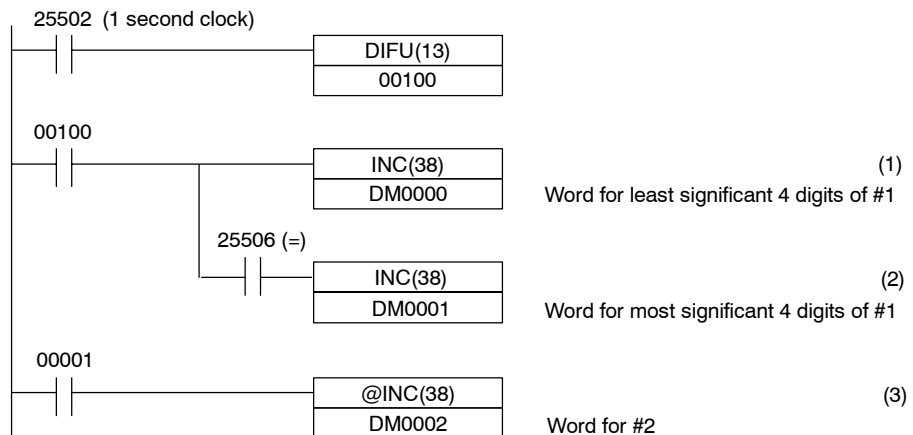 25502 (1 second clock)
DIFU(13)
00100
00100
INC(38) (1)
DM0000 Word for least significant 4 digits of #1
25506 (=)
INC(38) (2)
DM0001 Word for most significant 4 digits of #1
00001
@INC(38) (3)
DM0002 Word for #2